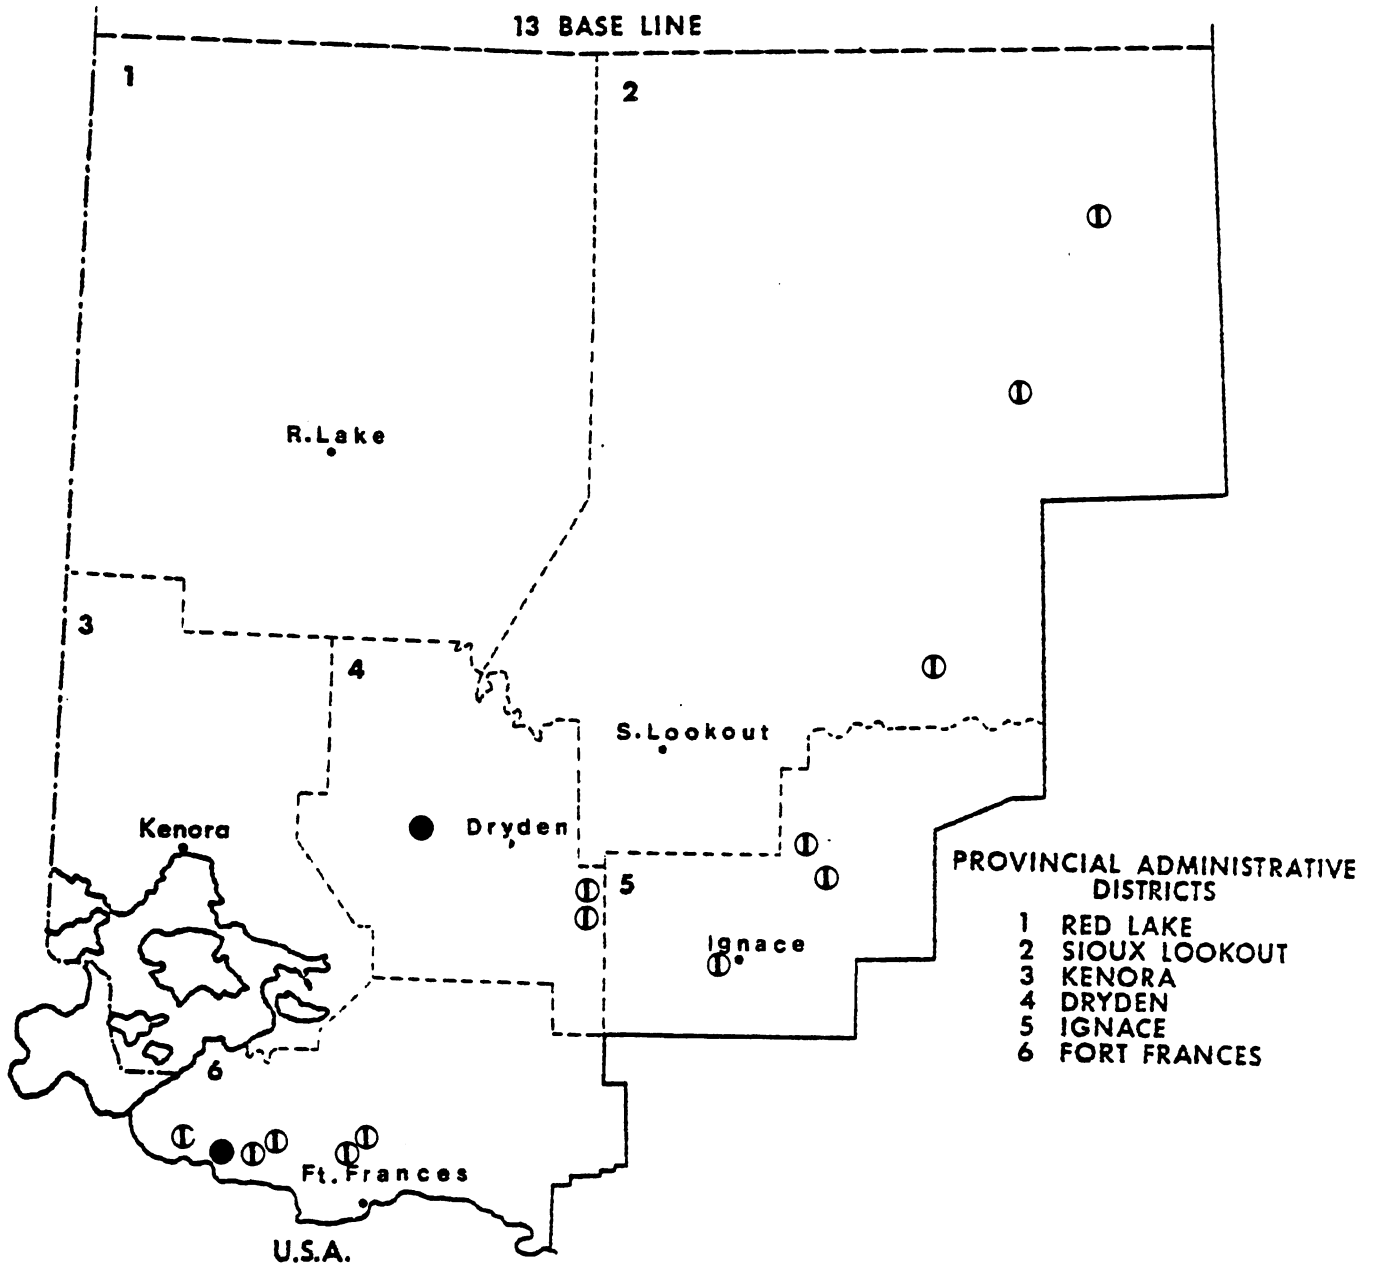 13 BASE LINE
1
2
R.Lake
3
4
S.Lookout
Kenora
Dryden
5
Ignace
6
Ft.Frances
U.S.A.
PROVINCIAL ADMINISTRATIVE
DISTRICTS
1 RED LAKE
2 SIOUX LOOKOUT
3 KENORA
4 DRYDEN
5 IGNACE
6 FORT FRANCES